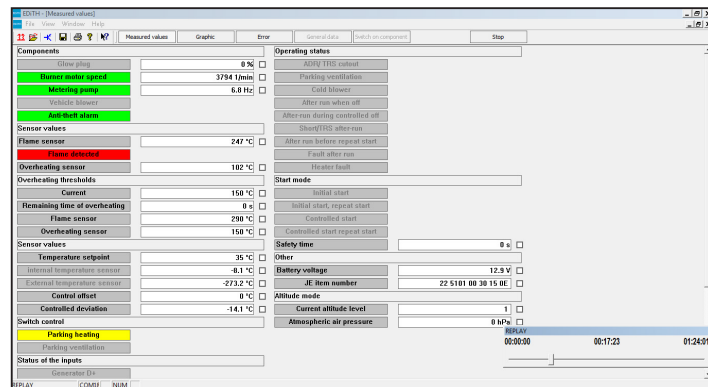 EDiTH - [Measured values]
File View Window Help
Measured values Graphic Error General data Switch on component Stop
Components
Glow plug 0 %
Burner motor speed 3794 1/min
Metering pump 6.8 Hz
Vehicle blower
Anti-theft alarm
Sensor values
Flame sensor 247 °C
Flame detected
Overheating sensor 102 °C
Overheating thresholds
Current 150 °C
Remaining time of overheating 0 s
Flame sensor 290 °C
Overheating sensor 150 °C
Sensor values
Temperature setpoint 35 °C
Internal temperature sensor -8.1 °C
External temperature sensor -273.2 °C
Control offset 0 °C
Controlled deviation -14.1 °C
Switch control
Parking heating
Parking ventilation
Status of the inputs
Generator D+
Operating status
ADR/ TRS cutout
Parking ventilation
Cold blower
After run when off
After-run during controlled off
Short/TRS after-run
After run before repeat start
Fault after run
Heater fault
Start mode
Initial start
Initial start, repeat start
Controlled start
Controlled start repeat start
Safety time 0 s
Other
Battery voltage 12.9 V
JE item number 22 5101 00 30 15 0E
Altitude mode
Current altitude level 1
Atmospheric air pressure 0 hPa
REPLAY
00:00:00 00:17:23 01:24:01
REPLAY COMM NUM